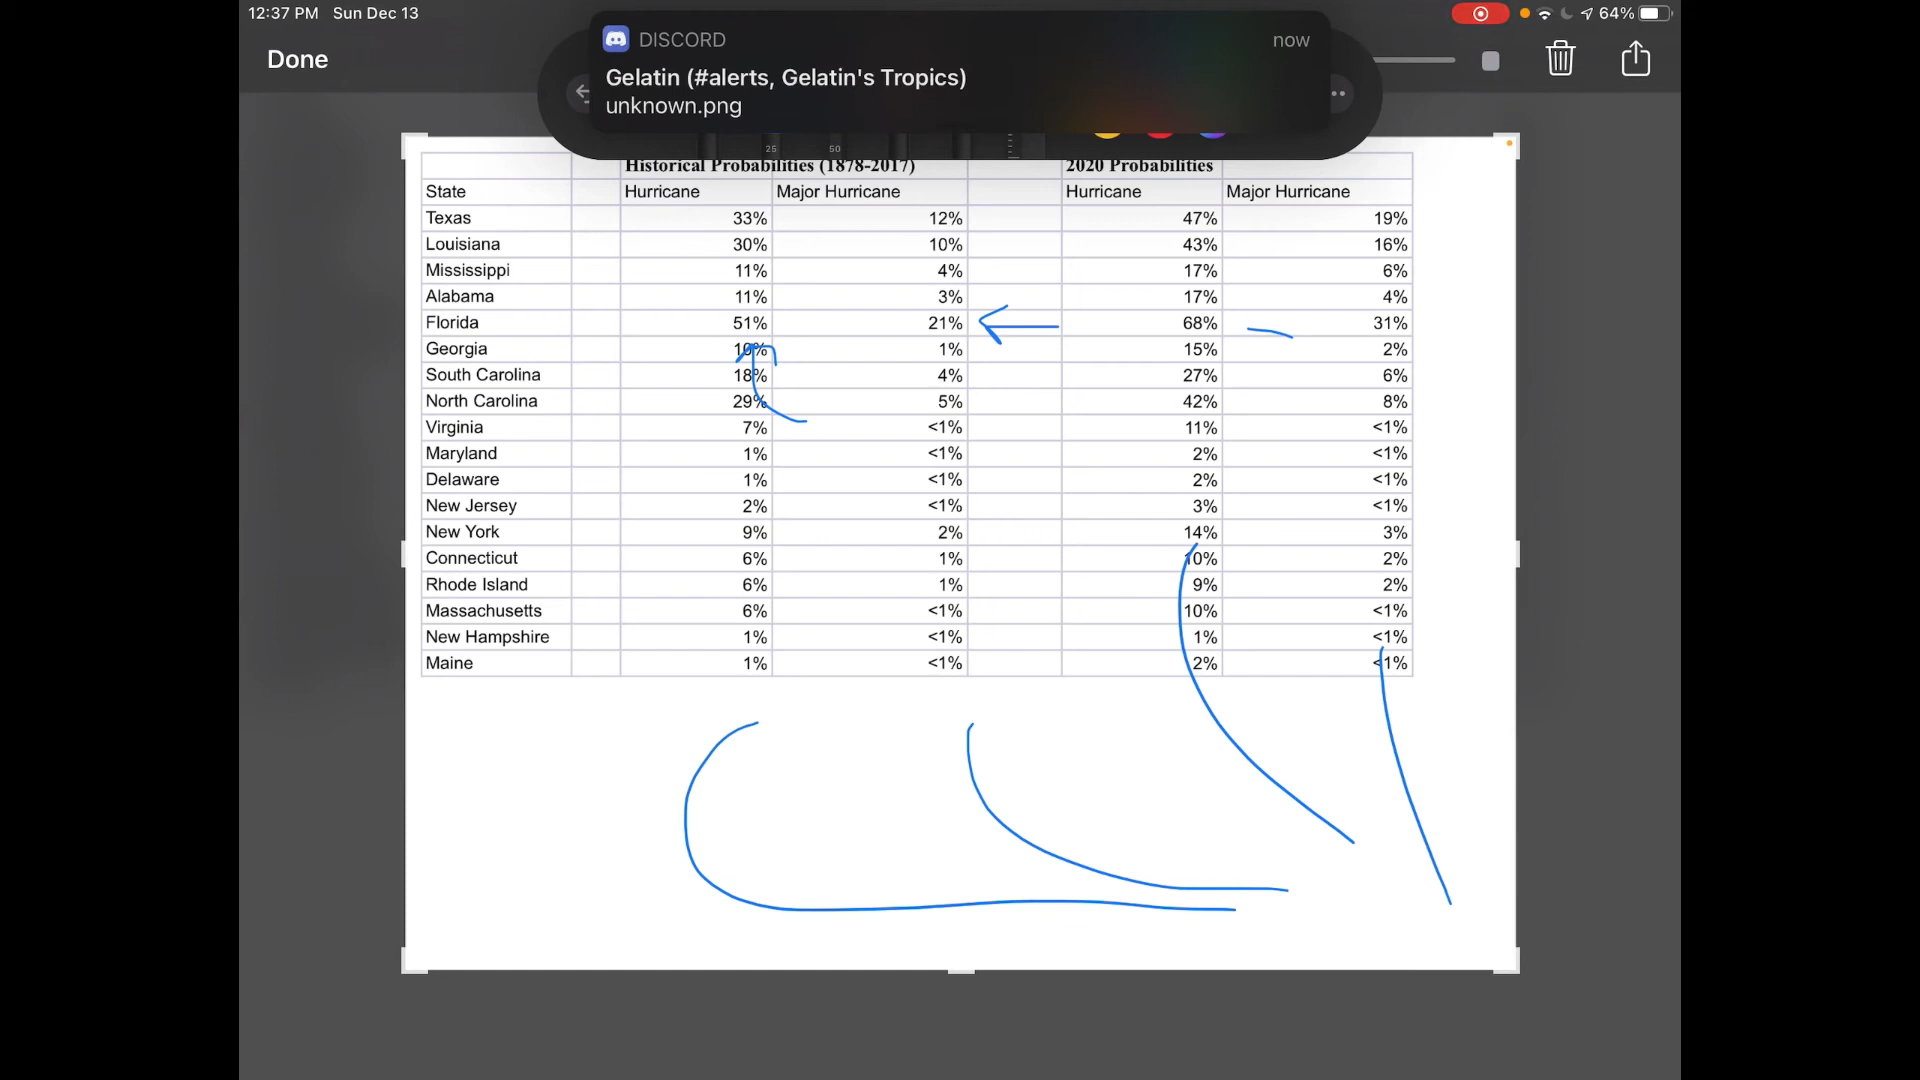 12:37 PM Sun Dec 13
64%
Done
DISCORD
now
Gelatin (#alerts, Gelatin's Tropics)
unknown.png
25 50
Historical Probabilities (1878-2017) 2020 Probabilities
State Hurricane Major Hurricane Hurricane Major Hurricane
Texas 33% 12% 47% 19%
Louisiana 30% 10% 43% 16%
Mississippi 11% 4% 17% 6%
Alabama 11% 3% 17% 4%
Florida 51% 21% 68% 31%
Georgia 1% 15% 2%
South Carolina 18% 4% 27% 6%
North Carolina 29% 5% 42% 8%
Virginia 7% <1% 11% <1%
Maryland 1% <1% 2% <1%
Delaware 1% <1% 2% <1%
New Jersey 2% <1% 3% <1%
New York 9% 2% 14% 3%
Connecticut 6% 1% 10% 2%
Rhode Island 6% 1% 9% 2%
Massachusetts 6% <1% 10% <1%
New Hampshire 1% <1% 1% <1%
Maine 1% <1% 2% <1%